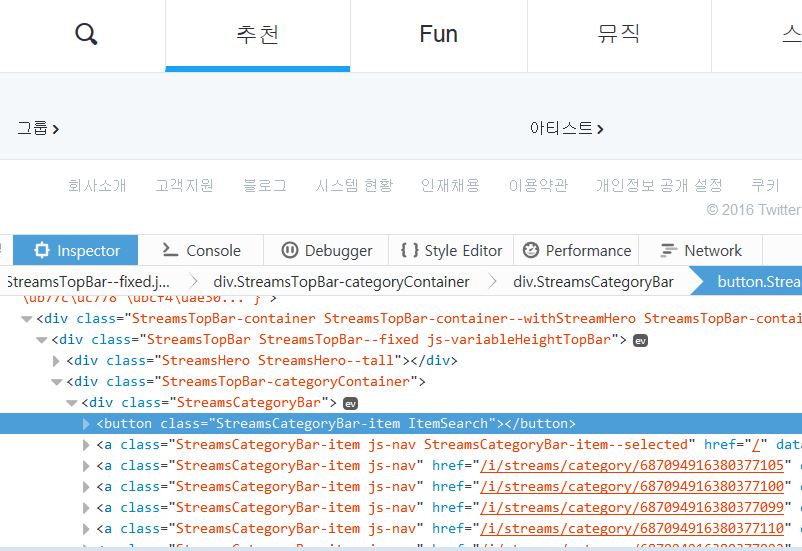 추천 Fun 뮤직 스
그룹 › 아티스트 ›
회사소개 고객지원 블로그 시스템 현황 인재채용 이용약관 개인정보 공개 설정 쿠키
© 2016 Twitter
Inspector Console Debugger { } Style Editor Performance Network
StreamsTopBar--fixed.j... div.StreamsTopBar-categoryContainer div.StreamsCategoryBar button.Strea
\ub77c\uc778 \ubcf4\uae30... }">
<div class="StreamsTopBar-container StreamsTopBar-container--withStreamHero StreamsTopBar-contai
<div class="StreamsTopBar StreamsTopBar--fixed js-variableHeightTopBar"> ev
<div class="StreamsHero StreamsHero--tall"></div>
<div class="StreamsTopBar-categoryContainer">
<div class="StreamsCategoryBar"> ev
<button class="StreamsCategoryBar-item ItemSearch"></button>
<a class="StreamsCategoryBar-item js-nav StreamsCategoryBar-item--selected" href="/" data
<a class="StreamsCategoryBar-item js-nav" href="/i/streams/category/687094916380377105"
<a class="StreamsCategoryBar-item js-nav" href="/i/streams/category/687094916380377100"
<a class="StreamsCategoryBar-item js-nav" href="/i/streams/category/687094916380377099"
<a class="StreamsCategoryBar-item js-nav" href="/i/streams/category/687094916380377110"